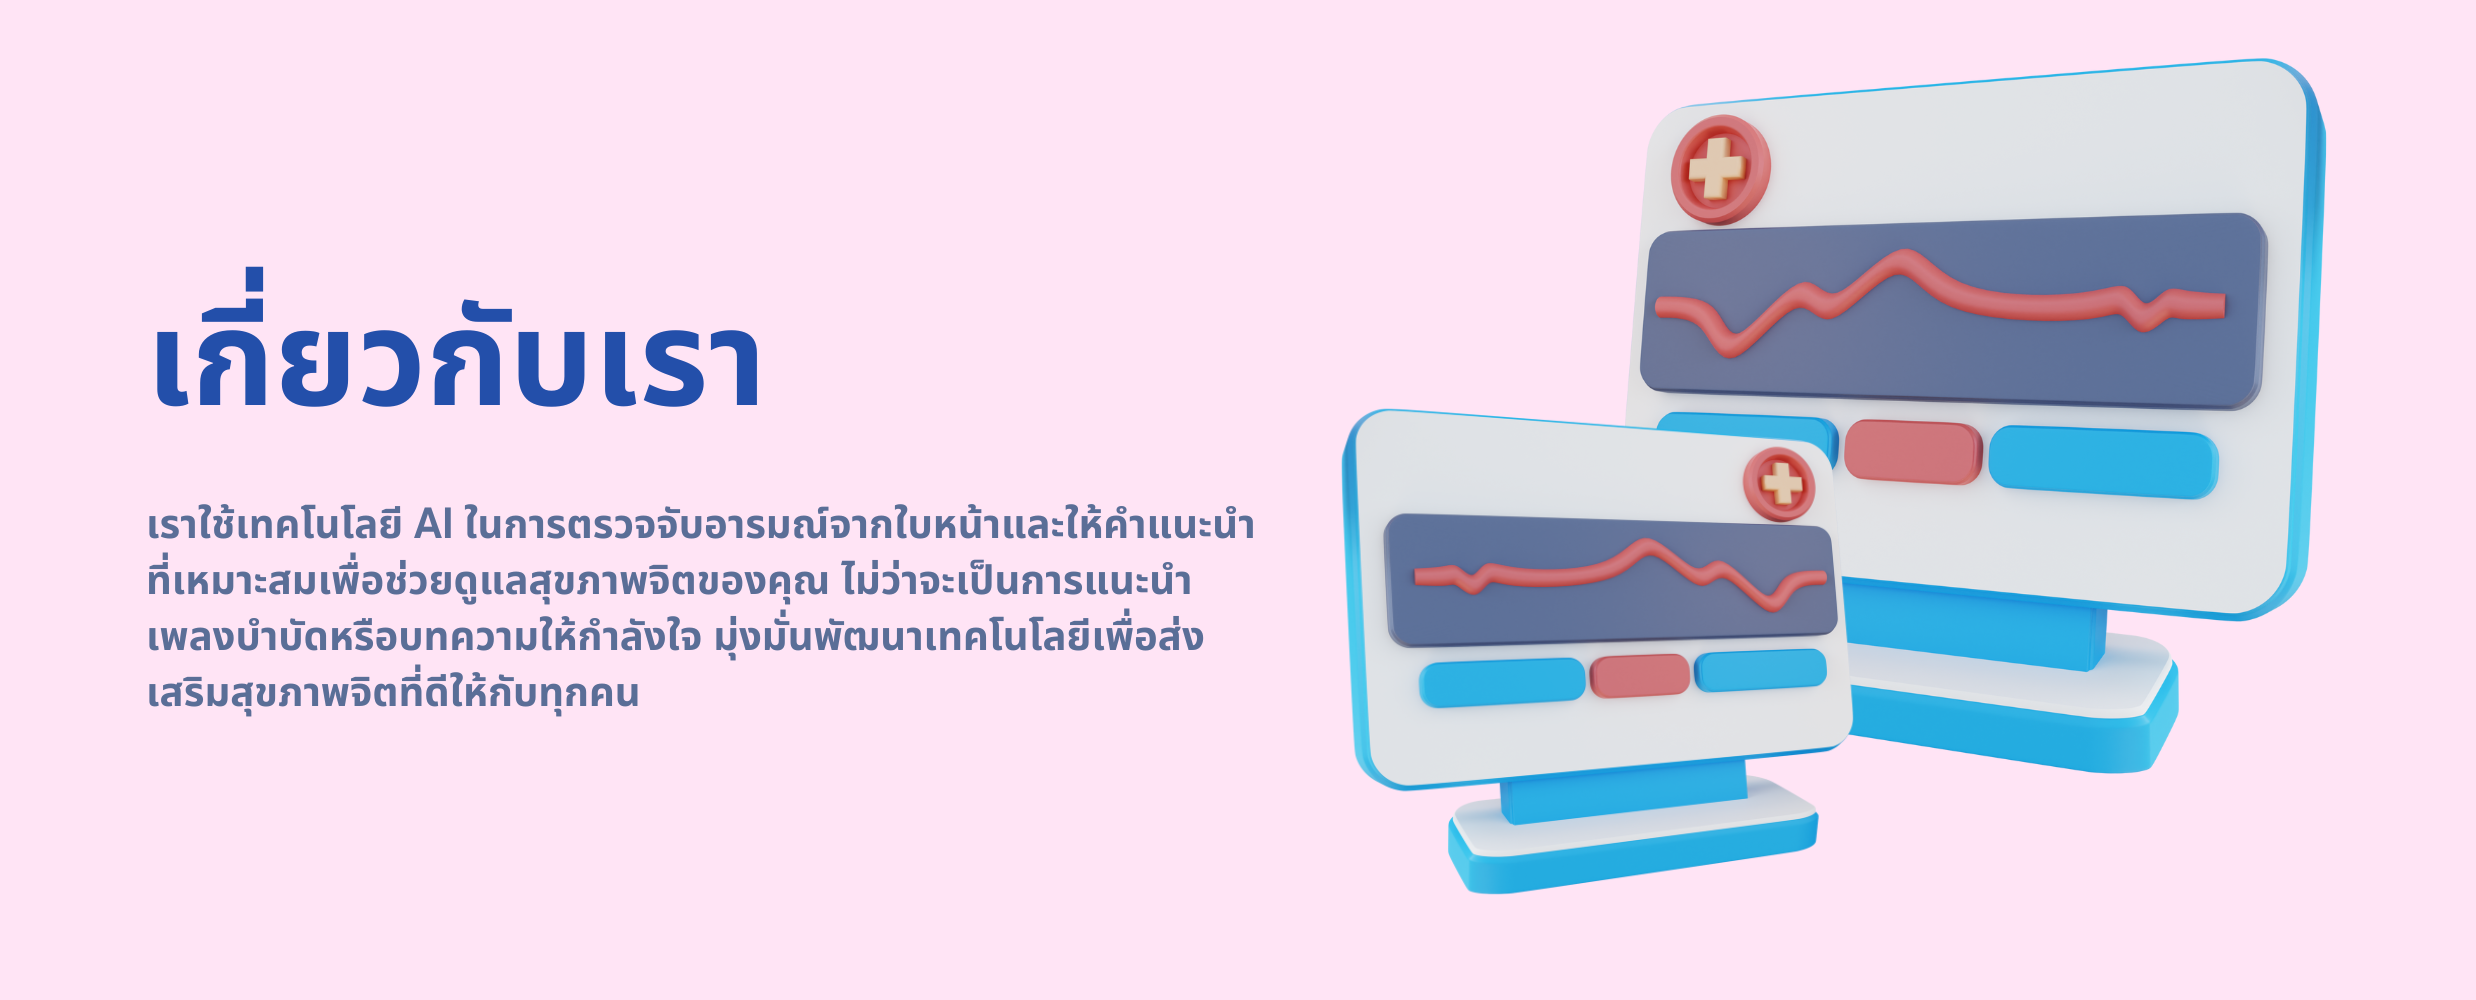 เกี่ยวกับเรา
เราใช้เทคโนโลยี AI ในการตรวจจับอารมณ์จากใบหน้าและให้คำแนะนำ
ที่เหมาะสมเพื่อช่วยดูแลสุขภาพจิตของคุณ ไม่ว่าจะเป็นการแนะนำ
เพลงบำบัดหรือบทความให้กำลังใจ มุ่งมั่นพัฒนาเทคโนโลยีเพื่อส่ง
เสริมสุขภาพจิตที่ดีให้กับทุกคน